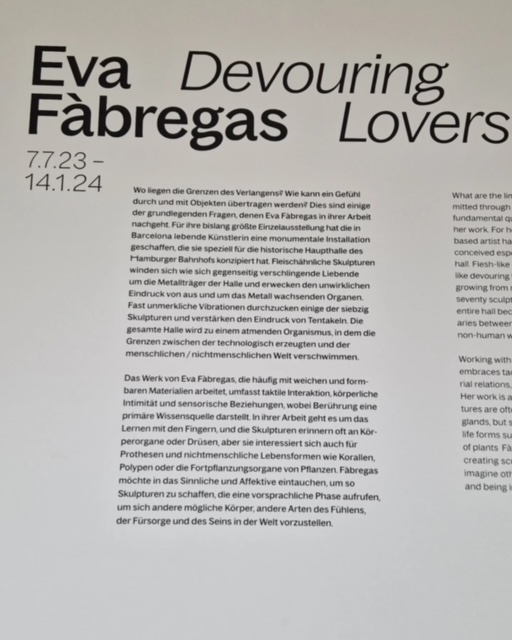 Eva Devouring
Fàbregas Lovers
7.7.23 –
14.1.24
Wo liegen die Grenzen des Verlangens? Wie kann ein Gefühl
durch und mit Objekten übertragen werden? Dies sind einige
der grundlegenden Fragen, denen Eva Fàbregas in ihrer Arbeit
nachgeht. Für ihre bislang größte Einzelausstellung hat die in
Barcelona lebende Künstlerin eine monumentale Installation
geschaffen, die sie speziell für die historische Haupthalle des
Hamburger Bahnhofs konzipiert hat. Fleischähnliche Skulpturen
winden sich wie sich gegenseitig verschlingende Liebende
um die Metallträger der Halle und erwecken den unwirklichen
Eindruck von aus und um das Metall wachsenden Organen.
Fast unmerkliche Vibrationen durchzucken einige der siebzig
Skulpturen und verstärken den Eindruck von Tentakeln. Die
gesamte Halle wird zu einem atmenden Organismus, in dem die
Grenzen zwischen der technologisch erzeugten und der
menschlichen / nichtmenschlichen Welt verschwimmen.
Das Werk von Eva Fàbregas, die häufig mit weichen und form-
baren Materialien arbeitet, umfasst taktile Interaktion, körperliche
Intimität und sensorische Beziehungen, wobei Berührung eine
primäre Wissensquelle darstellt. In ihrer Arbeit geht es um das
Lernen mit den Fingern, und die Skulpturen erinnern oft an Kör-
perorgane oder Drüsen, aber sie interessiert sich auch für
Prothesen und nichtmenschliche Lebensformen wie Korallen,
Polypen oder die Fortpflanzungsorgane von Pflanzen. Fàbregas
möchte in das Sinnliche und Affektive eintauchen, um so
Skulpturen zu schaffen, die eine vorsprachliche Phase aufrufen,
um sich andere mögliche Körper, andere Arten des Fühlens,
der Fürsorge und des Seins in der Welt vorzustellen.
What are the lim
mitted through
fundamental qu
her work. For h
based artist ha
conceived espe
hall. Flesh-like
like devouring
growing from
seventy sculpt
entire hall bec
aries between
non-human w
Working with
embraces tac
rial relations,
Her work is a
tures are ofte
glands, but s
life forms su
of plants. Fà
creating scu
imagine oth
and being i